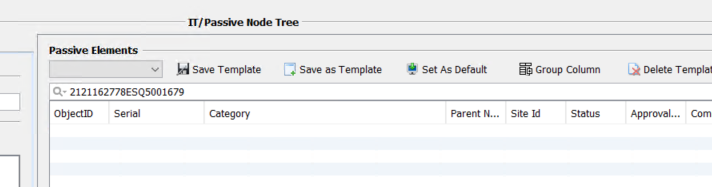 IT/Passive Node Tree
Passive Elements
Save Template Save as Template Set As Default Group Column Delete Templat
2121162778ESQ5001679
ObjectID Serial Category Parent N... Site Id Status Approval... Com